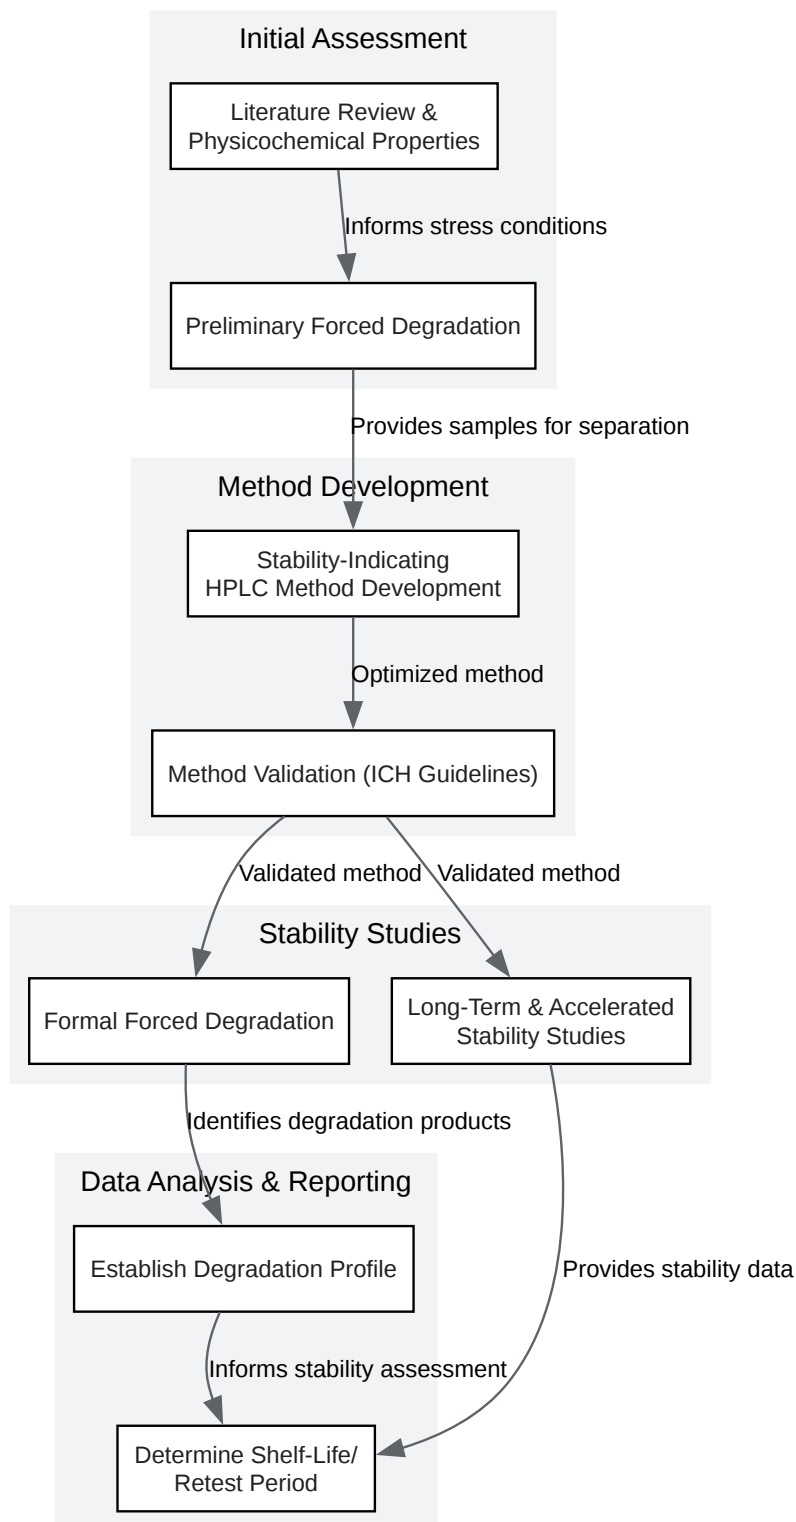 Initial Assessment
Literature Review &
Physicochemical Properties
Informs stress conditions
Preliminary Forced Degradation
Provides samples for separation
Method Development
Stability-Indicating
HPLC Method Development
Optimized method
Method Validation (ICH Guidelines)
Validated method
Validated method
Stability Studies
Formal Forced Degradation
Long-Term & Accelerated
Stability Studies
Identifies degradation products
Data Analysis & Reporting
Establish Degradation Profile
Provides stability data
Informs stability assessment
Determine Shelf-Life/
Retest Period